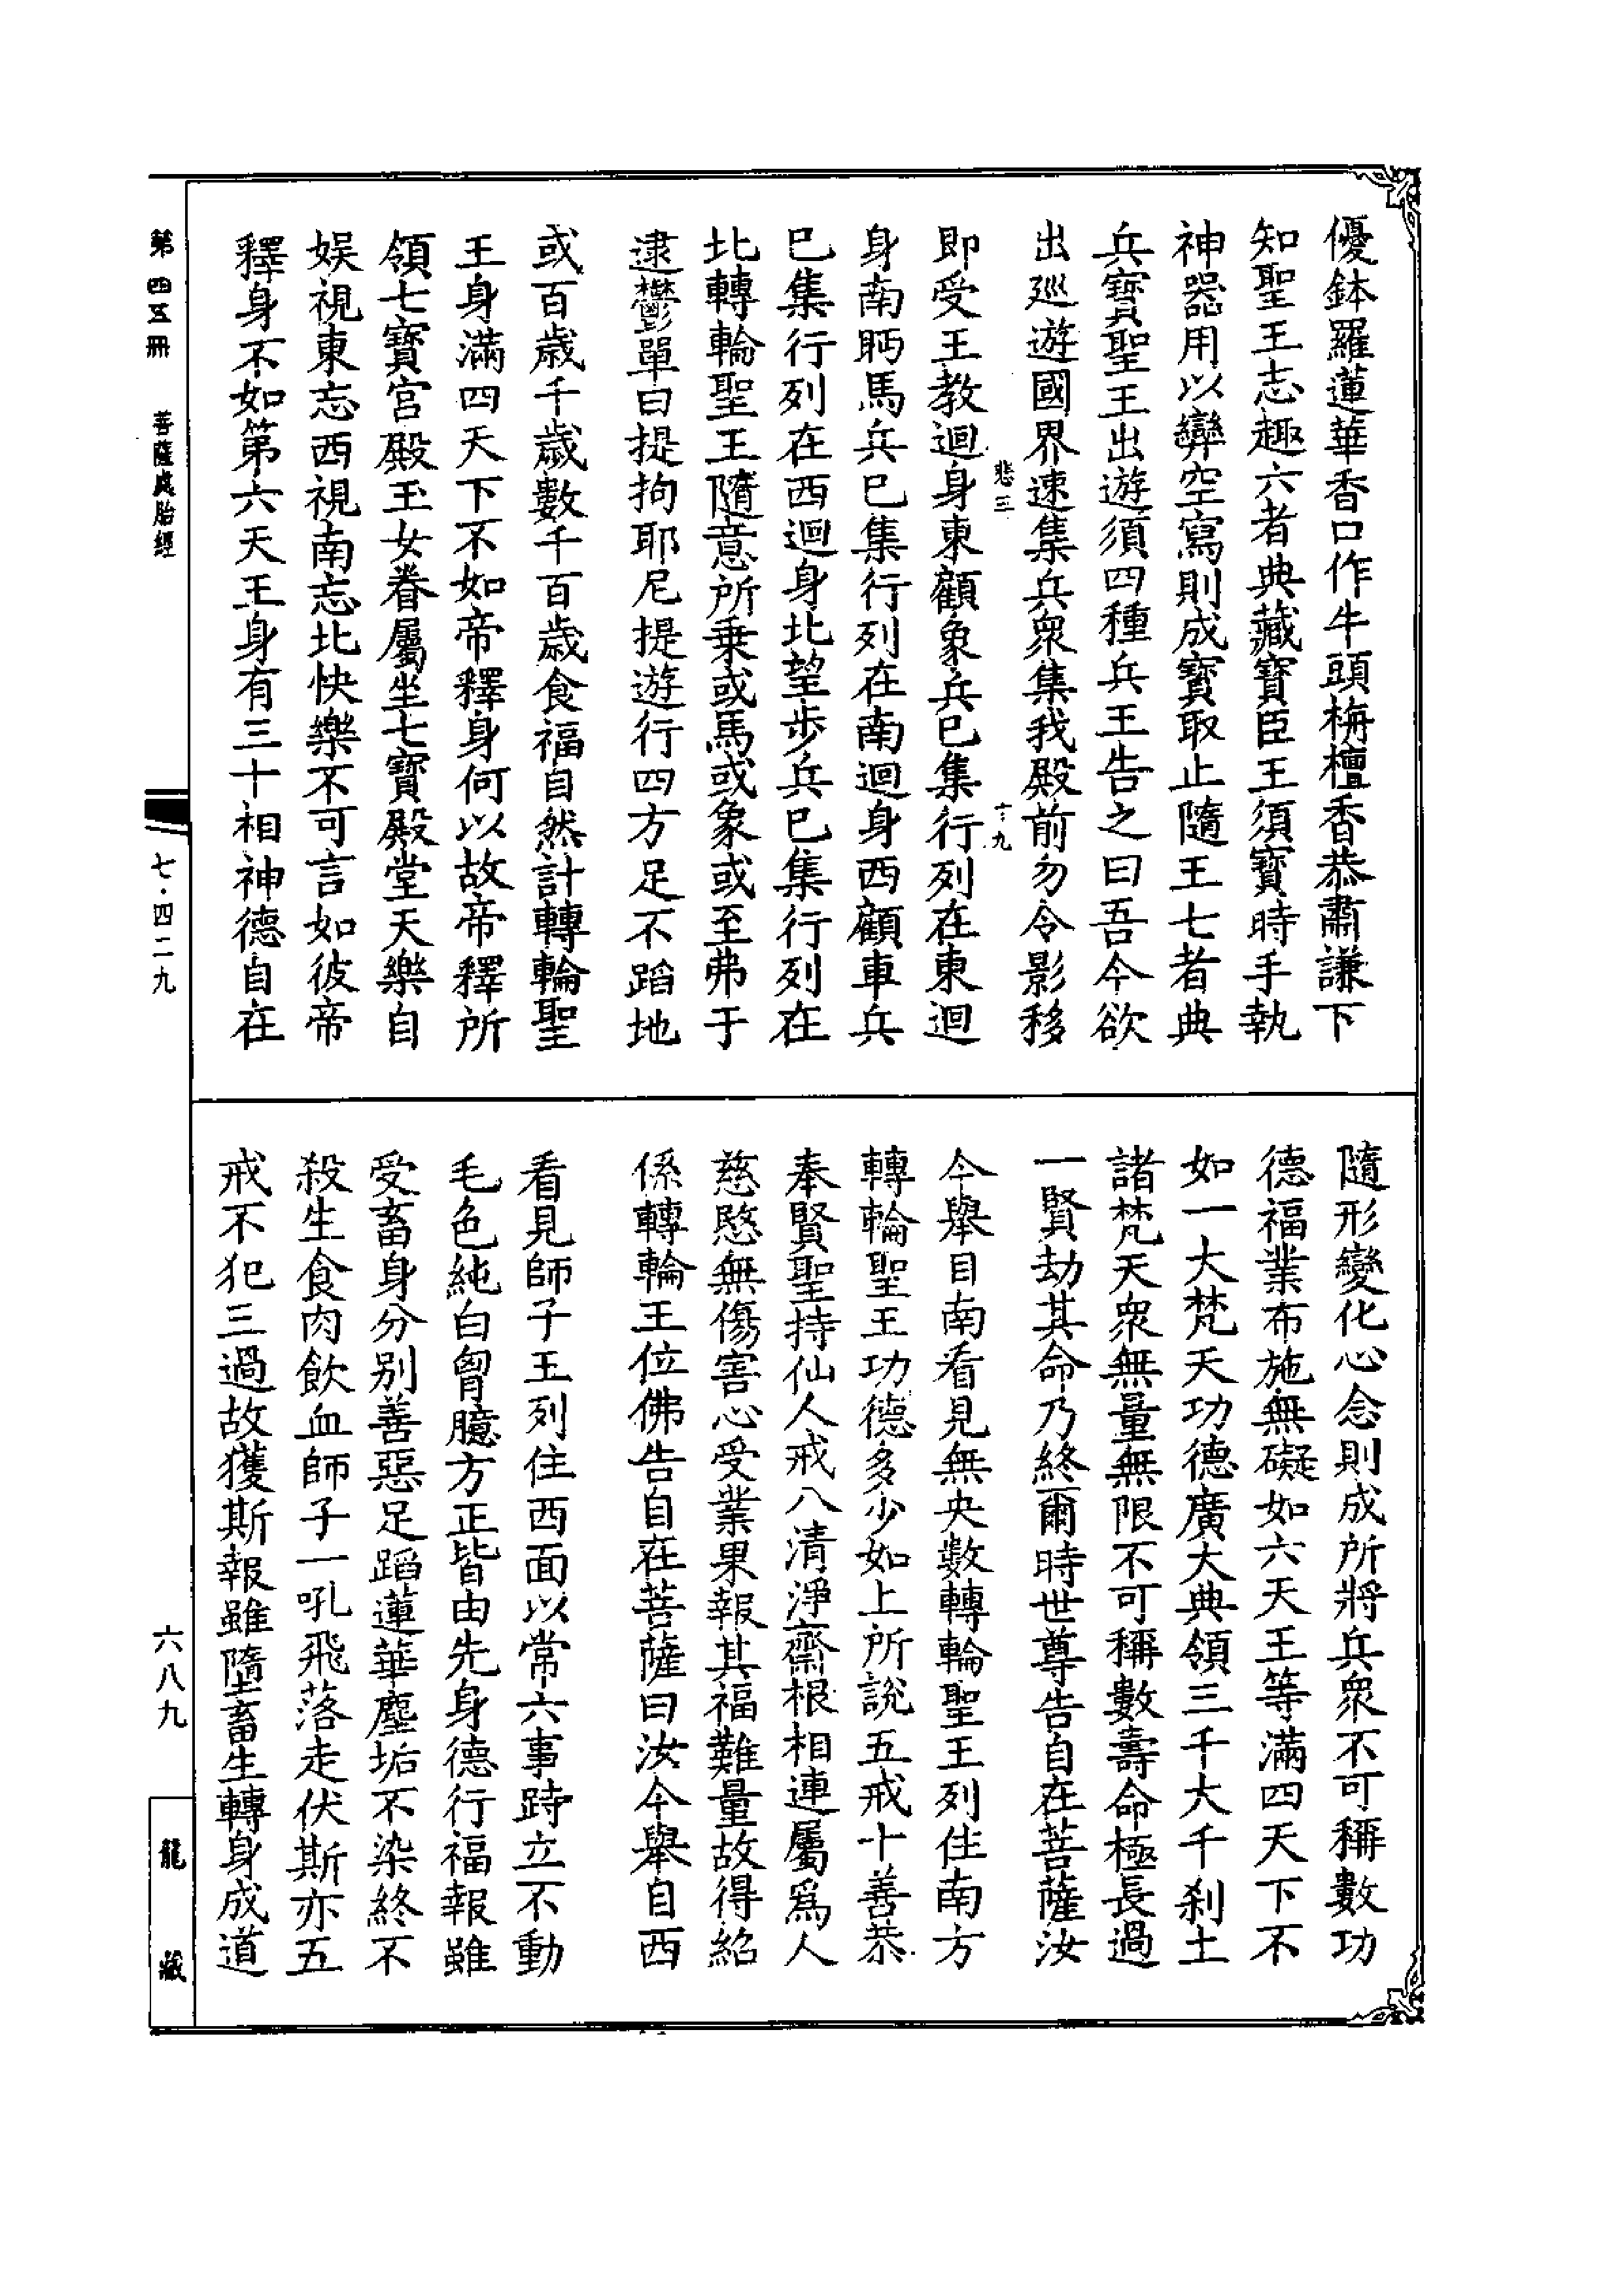 優鉢羅蓮華香口作牛頭栴檀香恭肅謙下
知聖王志趣六者典藏寶臣王須寶時手執
神器用以㪺空寫則成寶取止隨王七者典
兵寶聖王出遊須四種兵王告之曰吾今欲
出巡遊國界速集兵衆集我殿前勿令影移
悲三
十九
即受王教迴身東顧象兵已集行列在東迴
身南眄馬兵已集行列在南迴身西顧車兵
已集行列在西迴身北望步兵已集行列在
北轉輪聖王隨意所乘或馬或象或至弗于
逮鬱單曰提拘耶尼提遊行四方足不蹈地
或百歲千歲數千百歲食福自然計轉輪聖
王身滿四天下不如帝釋身何以故帝釋所
領七寶宮殿玉女眷屬坐七寶殿堂天樂自
娛視東忘西視南忘北快樂不可言如彼帝
釋身不如第六天王身有三十相神德自在
隨形變化心念則成所將兵衆不可稱數功
德福業布施無礙如六天王等滿四天下不
如一大梵天功德廣大典領三千大千刹土
諸梵天衆無量無限不可稱數壽命極長過
一賢劫其命乃終爾時世尊告自在菩薩汝
今舉目南看見無央數轉輪聖王列住南方
轉輪聖王功德多少如上所說五戒十善恭
奉賢聖持仙人戒八清淨齋根相連屬爲人
慈愍無傷害心受業果報其福難量故得紹
係轉輪王位佛告自在菩薩曰汝今舉自西
看見師子王列住西面以常六事跱立不動
毛色純白胷臆方正皆由先身德行福報雖
受畜身分別善惡足蹈蓮華塵垢不染終不
殺生食肉飲血師子一吼飛落走伏斯亦五
戒不犯三過故獲斯報雖墮畜生轉身成道
第四五冊
菩薩處胎經
七·四二九
六八九
龍藏